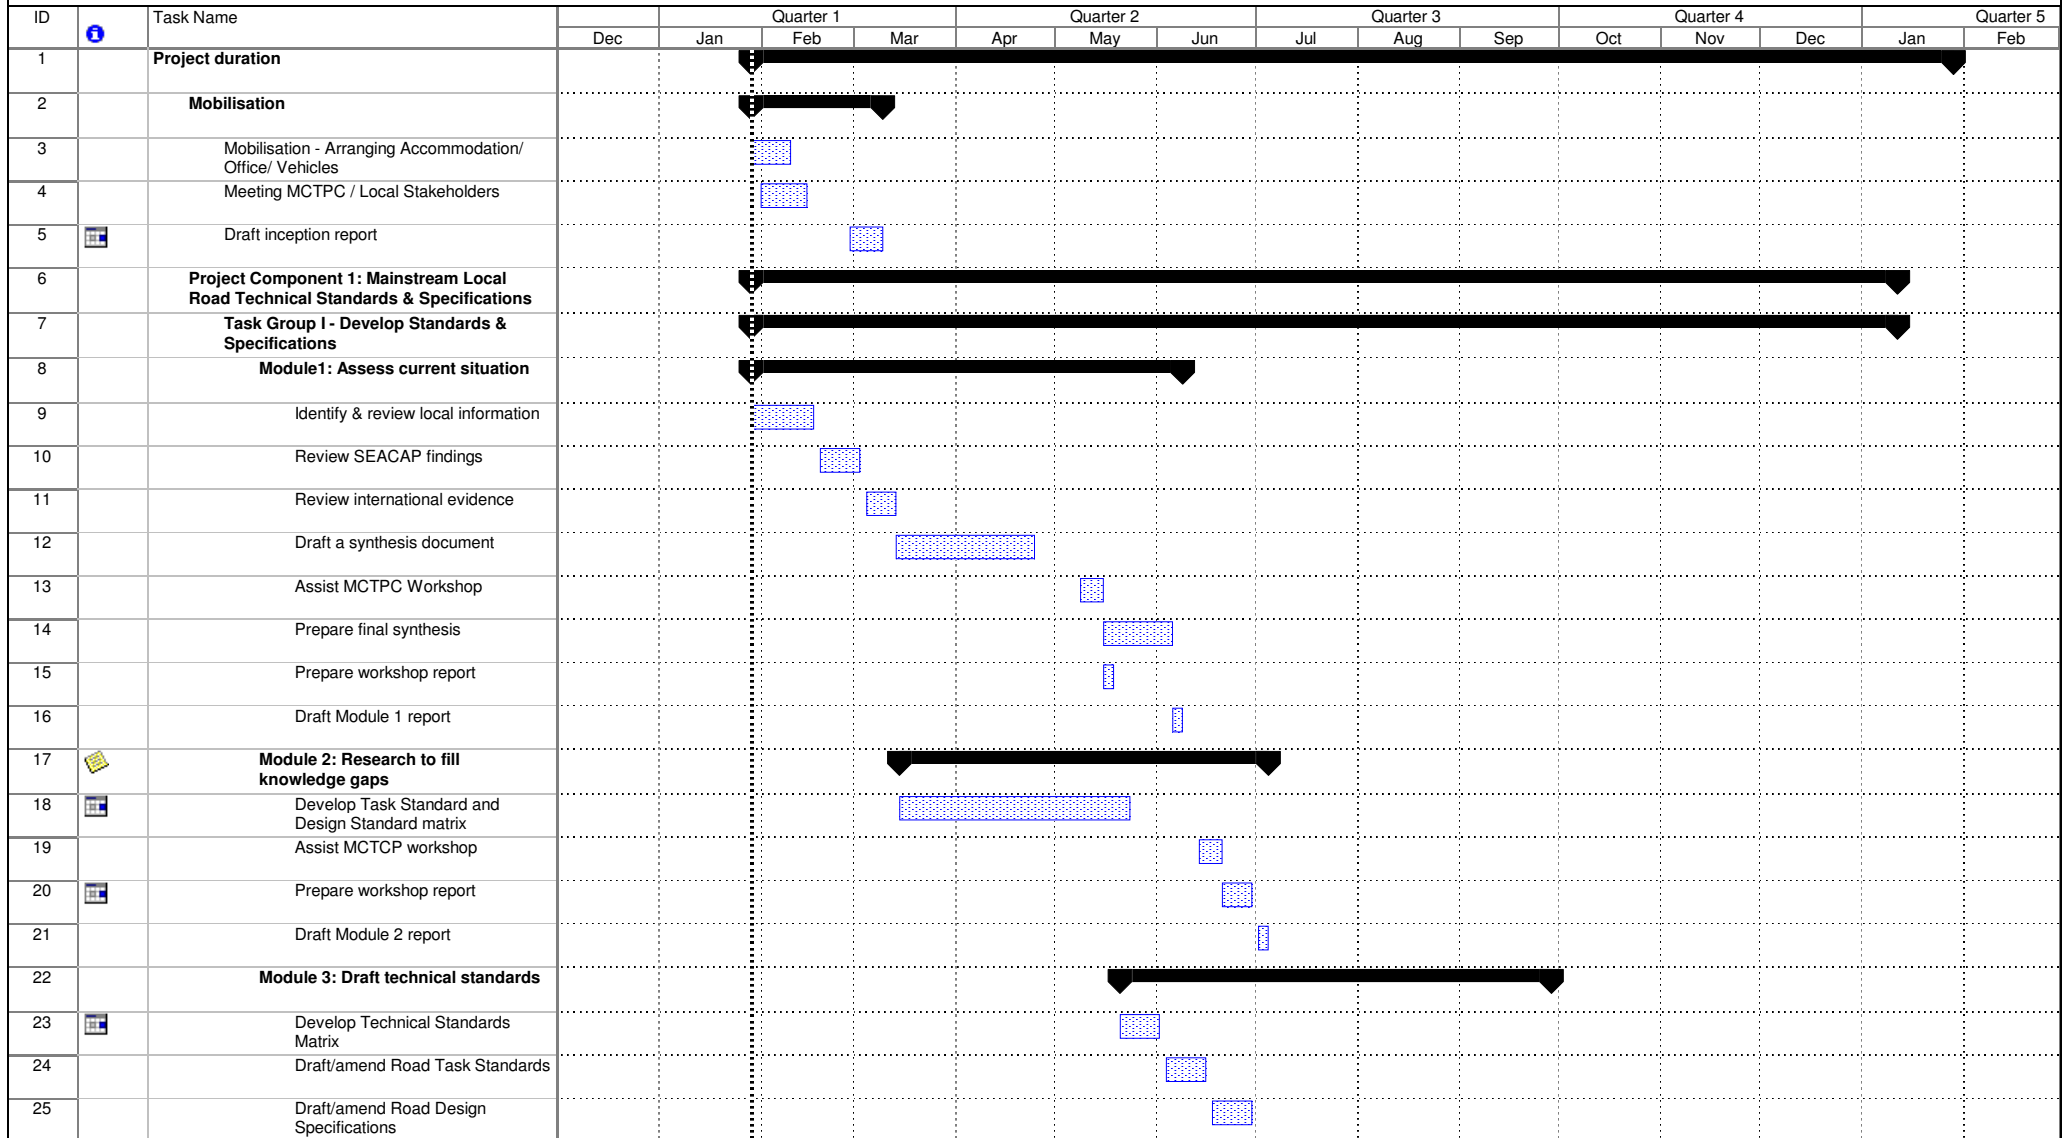 ID Task Name Quarter 1 Quarter 2 Quarter 3 Quarter 4 Quarter 5
Dec Jan Feb Mar Apr May Jun Jul Aug Sep Oct Nov Dec Jan Feb
1 Project duration
2 Mobilisation
3 Mobilisation - Arranging Accommodation/
Office/ Vehicles
4 Meeting MCTPC / Local Stakeholders
5 Draft inception report
6 Project Component 1: Mainstream Local
Road Technical Standards & Specifications
7 Task Group I - Develop Standards &
Specifications
8 Module1: Assess current situation
9 Identify & review local information
10 Review SEACAP findings
11 Review international evidence
12 Draft a synthesis document
13 Assist MCTPC Workshop
14 Prepare final synthesis
15 Prepare workshop report
16 Draft Module 1 report
17 Module 2: Research to fill
knowledge gaps
18 Develop Task Standard and
Design Standard matrix
19 Assist MCTCP workshop
20 Prepare workshop report
21 Draft Module 2 report
22 Module 3: Draft technical standards
23 Develop Technical Standards
Matrix
24 Draft/amend Road Task Standards
25 Draft/amend Road Design
Specifications